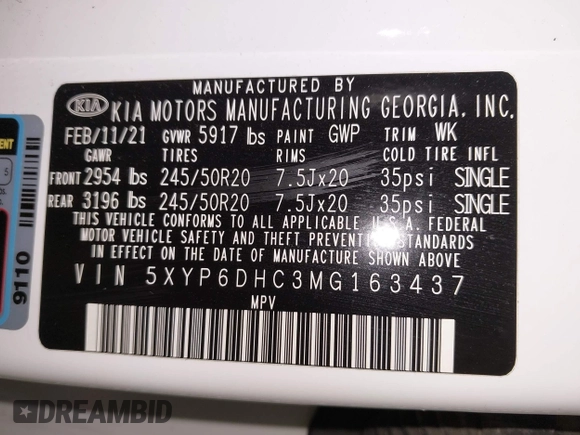 MANUFACTURED BY
KIA KIA MOTORS MANUFACTURING GEORGIA, INC.
FEB/11/21 GVWR 5917 lbs PAINT GWP TRIM WK
GAWR TIRES RIMS COLD TIRE INFL
FRONT 2954 lbs 245/50R20 7.5Jx20 35psi SINGLE
REAR 3196 lbs 245/50R20 7.5Jx20 35psi SINGLE
THIS VEHICLE CONFORMS TO ALL APPLICABLE U.S.A. FEDERAL
MOTOR VEHICLE SAFETY AND THEFT PREVENTION STANDARDS
IN EFFECT ON THE DATE OF MANUFACTURE SHOWN ABOVE.
VIN 5XYP6DHC3MG163437
MPV
9110
DREAMBID